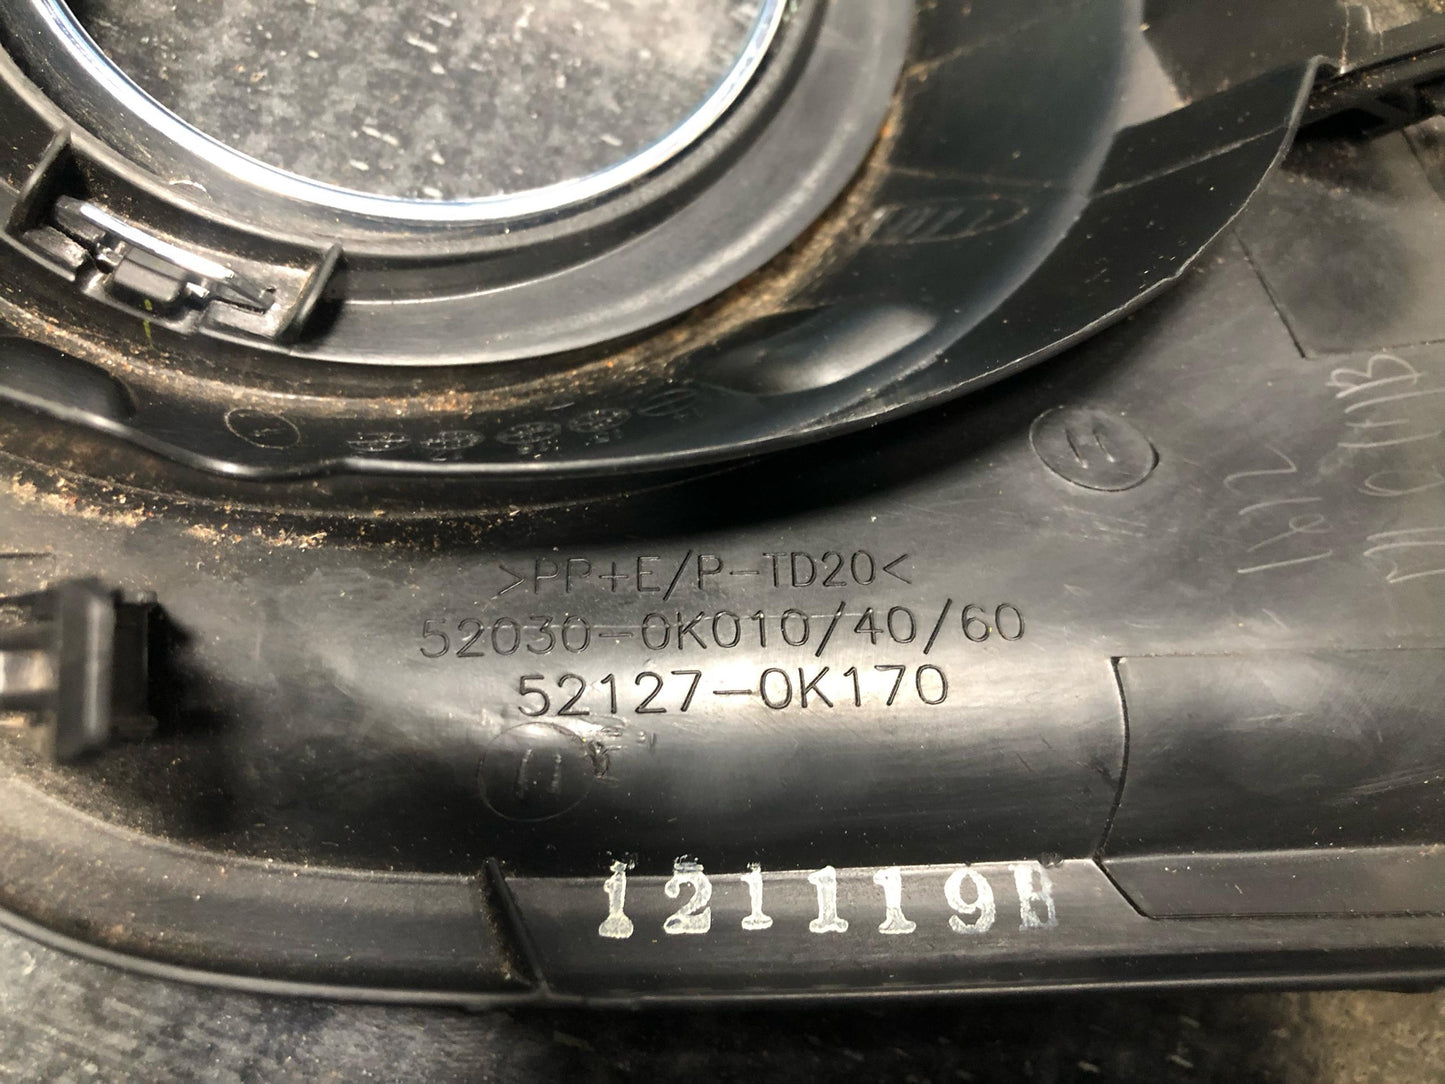 >PP+E/P-TD20<
52030-0K010/40/60
52127-0K170
121119B